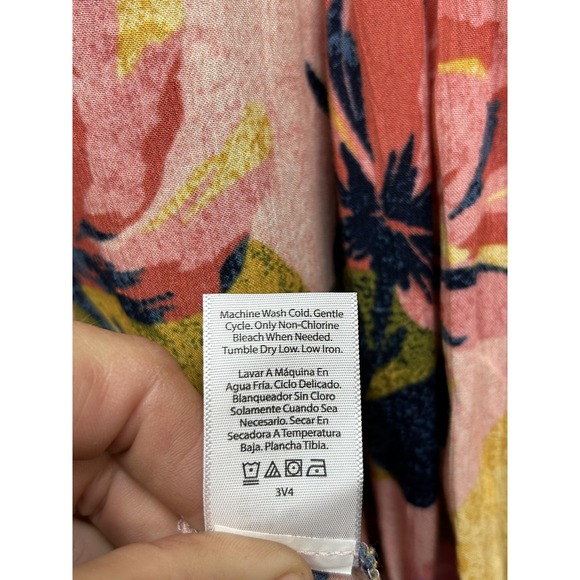 Machine Wash Cold. Gentle
Cycle. Only Non-Chlorine
Bleach When Needed.
Tumble Dry Low. Low Iron.
Lavar A Máquina En
Agua Fría. Ciclo Delicado.
Blanqueador Sin Cloro
Solamente Cuando Sea
Necesario. Secar En
Secadora A Temperatura
Baja. Plancha Tibia.
3V4